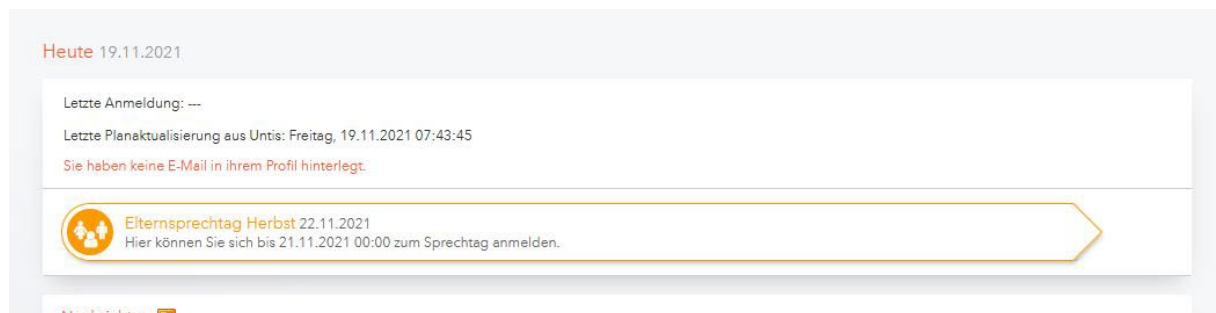 Heute 19.11.2021
Letzte Anmeldung: ---
Letzte Planaktualisierung aus Untis: Freitag, 19.11.2021 07:43:45
Sie haben keine E-Mail in ihrem Profil hinterlegt.
Elternsprechtag Herbst 22.11.2021
Hier können Sie sich bis 21.11.2021 00:00 zum Sprechtag anmelden.